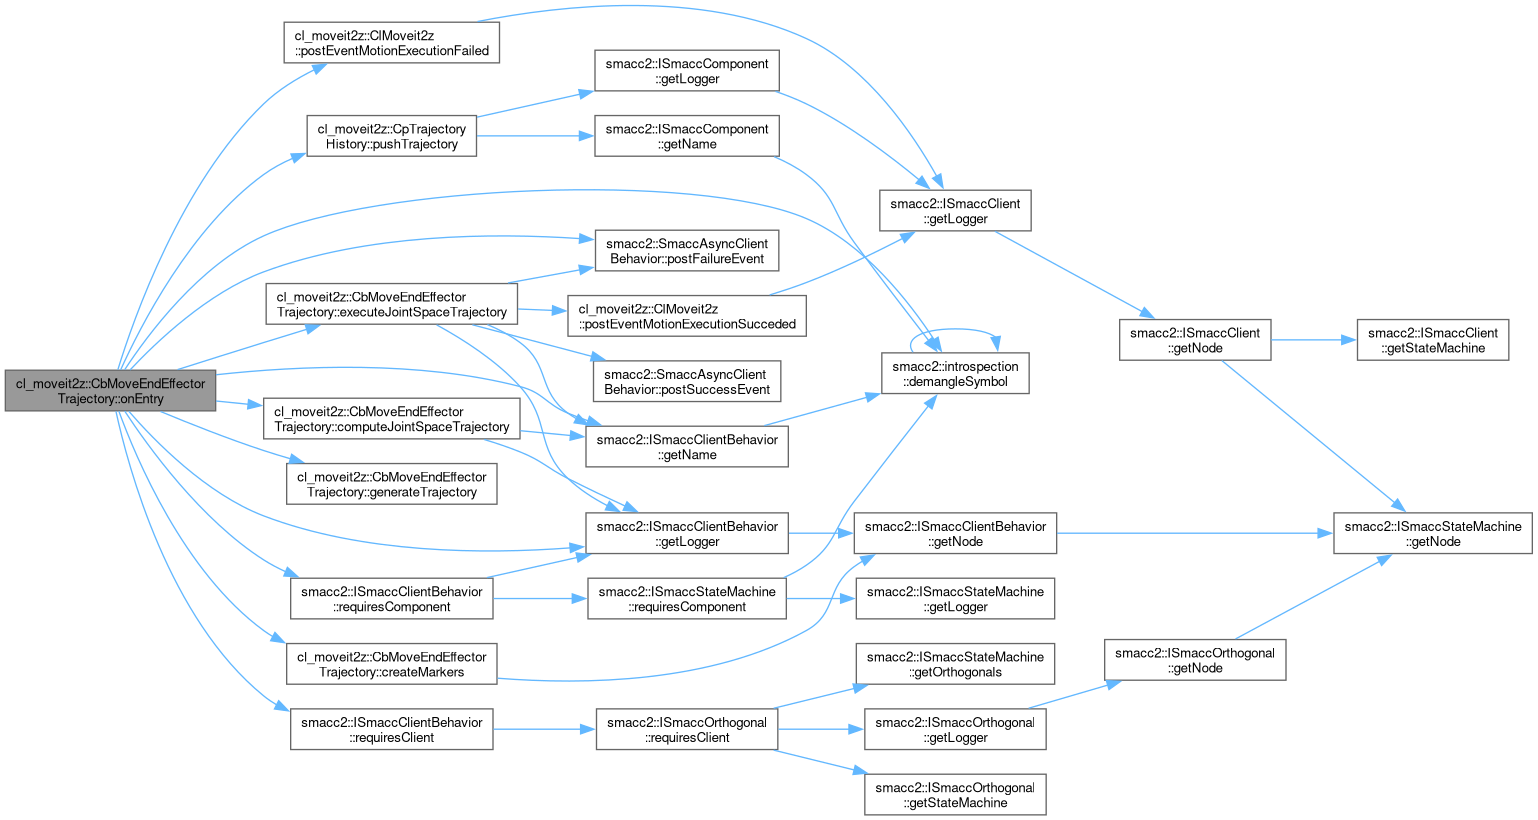 cl_moveit2z::ClMoveit2z
::postEventMotionExecutionFailed
smacc2::ISmaccComponent
::getLogger
cl_moveit2z::CpTrajectory
History::pushTrajectory
smacc2::ISmaccComponent
::getName
smacc2::ISmaccClient
::getLogger
smacc2::SmaccAsyncClient
Behavior::postFailureEvent
cl_moveit2z::CbMoveEndEffector
Trajectory::executeJointSpaceTrajectory
cl_moveit2z::ClMoveit2z
::postEventMotionExecutionSucceded
smacc2::ISmaccClient
::getNode
smacc2::ISmaccClient
::getStateMachine
smacc2::introspection
::demangleSymbol
smacc2::SmaccAsyncClient
Behavior::postSuccessEvent
cl_moveit2z::CbMoveEndEffector
Trajectory::onEntry
cl_moveit2z::CbMoveEndEffector
Trajectory::computeJointSpaceTrajectory
smacc2::ISmaccClientBehavior
::getName
cl_moveit2z::CbMoveEndEffector
Trajectory::generateTrajectory
smacc2::ISmaccClientBehavior
::getLogger
smacc2::ISmaccClientBehavior
::getNode
smacc2::ISmaccStateMachine
::getNode
smacc2::ISmaccClientBehavior
::requiresComponent
smacc2::ISmaccStateMachine
::requiresComponent
smacc2::ISmaccStateMachine
::getLogger
cl_moveit2z::CbMoveEndEffector
Trajectory::createMarkers
smacc2::ISmaccStateMachine
::getOrthogonals
smacc2::ISmaccOrthogonal
::getNode
smacc2::ISmaccClientBehavior
::requiresClient
smacc2::ISmaccOrthogonal
::requiresClient
smacc2::ISmaccOrthogonal
::getLogger
smacc2::ISmaccOrthogonal
::getStateMachine